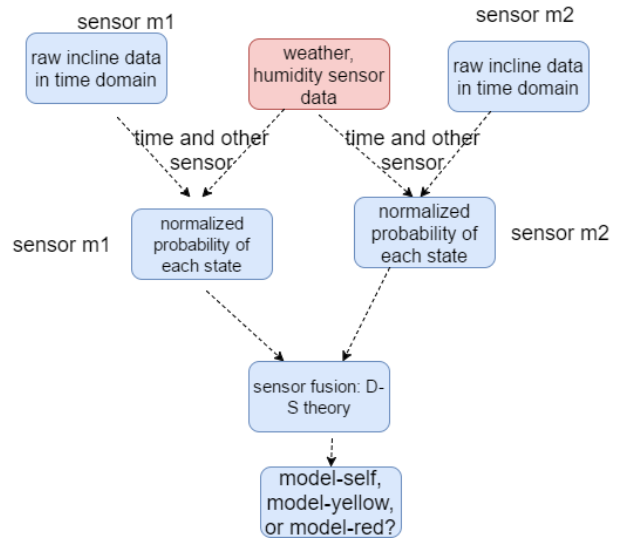 sensor m1
sensor m2
raw incline data
in time domain
weather,
humidity sensor
data
raw incline data
in time domain
time and other
sensor
time and other
sensor
sensor m1
normalized
probability of
each state
normalized
probability of
each state
sensor m2
sensor fusion: D-
S theory
model-self,
model-yellow,
or model-red?